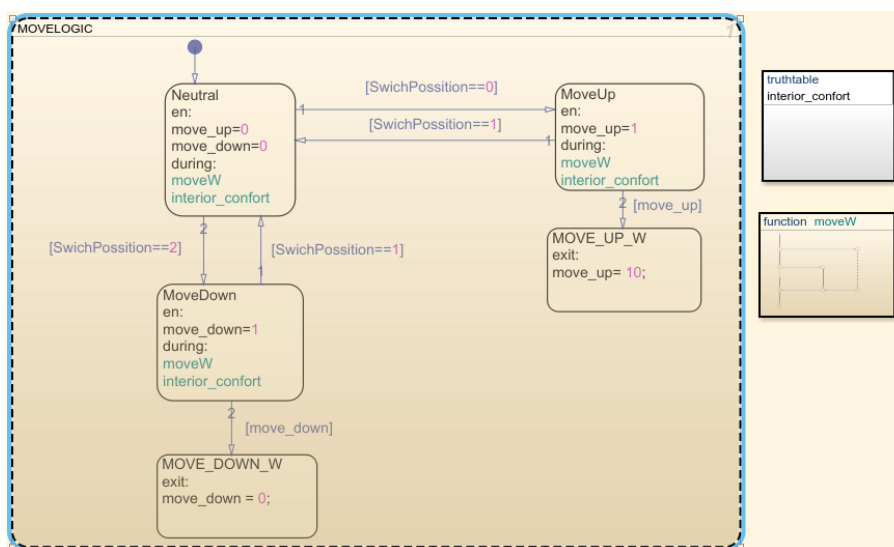 MOVELOGIC
1
Neutral
en:
move_up=0
move_down=0
during:
moveW
interior_confort
[SwichPossition==0]
1
[SwichPossition==1]
1
MoveUp
en:
move_up=1
during:
moveW
interior_confort
truthtable
interior_confort
2
[move_up]
MOVE_UP_W
exit:
move_up= 10;
function moveW
2
[SwichPossition==2]
[SwichPossition==1]
1
MoveDown
en:
move_down=1
during:
moveW
interior_confort
2
[move_down]
MOVE_DOWN_W
exit:
move_down = 0;